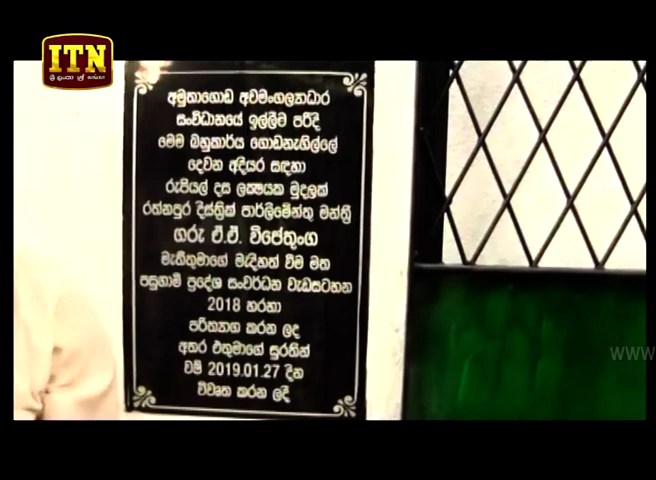 ITN
ශ්‍රී ලංකා ශ්‍රී ලංකා
අමුතාගොඩ අවමංගල්‍යාධාර
සංවිධානයේ ඉල්ලීම පරිදි
මෙම බහුකාර්ය ගොඩනැගිල්ලේ
දෙවන අදියර සඳහා
රුපියල් දස ලක්ෂයක මුදලක්
රත්නපුර දිස්ත්‍රික් පාර්ලිමේන්තු මන්ත්‍රී
ගරු ඒ.ඒ. විජේතුංග
මැතිතුමාගේ මැදිහත් වීම මත
පසුගාමී ප්‍රදේශ සංවර්ධන වැඩසටහන
2018 හරහා
පරිත්‍යාග කරන ලද
අතර එතුමාගේ සුරතින්
වර්ෂ 2019.01.27 දින
විවෘත කරන ලදී
WWW